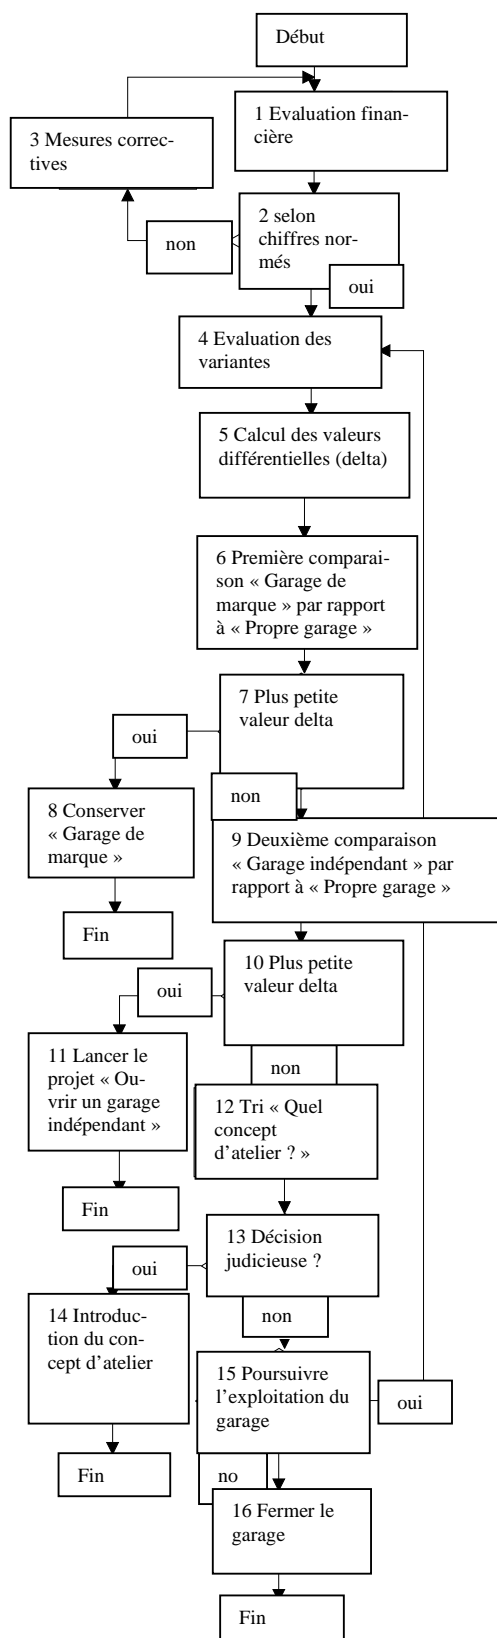 Début
1 Evaluation finan-
cière
3 Mesures correc-
tives
2 selon
chiffres nor-
més
non
oui
4 Evaluation des
variantes
5 Calcul des valeurs
différentielles (delta)
6 Première comparai-
son « Garage de
marque » par rapport
à « Propre garage »
7 Plus petite
valeur delta
oui
non
8 Conserver
« Garage de
marque »
9 Deuxième comparaison
« Garage indépendant » par
rapport à « Propre garage »
Fin
10 Plus petite
valeur delta
oui
11 Lancer le
projet « Ou-
vrir un garage
indépendant »
non
12 Tri « Quel
concept
d’atelier ? »
Fin
13 Décision
judicieuse ?
oui
14 Introduc-
tion du con-
cept d’atelier
non
15 Poursuivre
l’exploitation du
garage
oui
Fin
no
16 Fermer le
garage
Fin